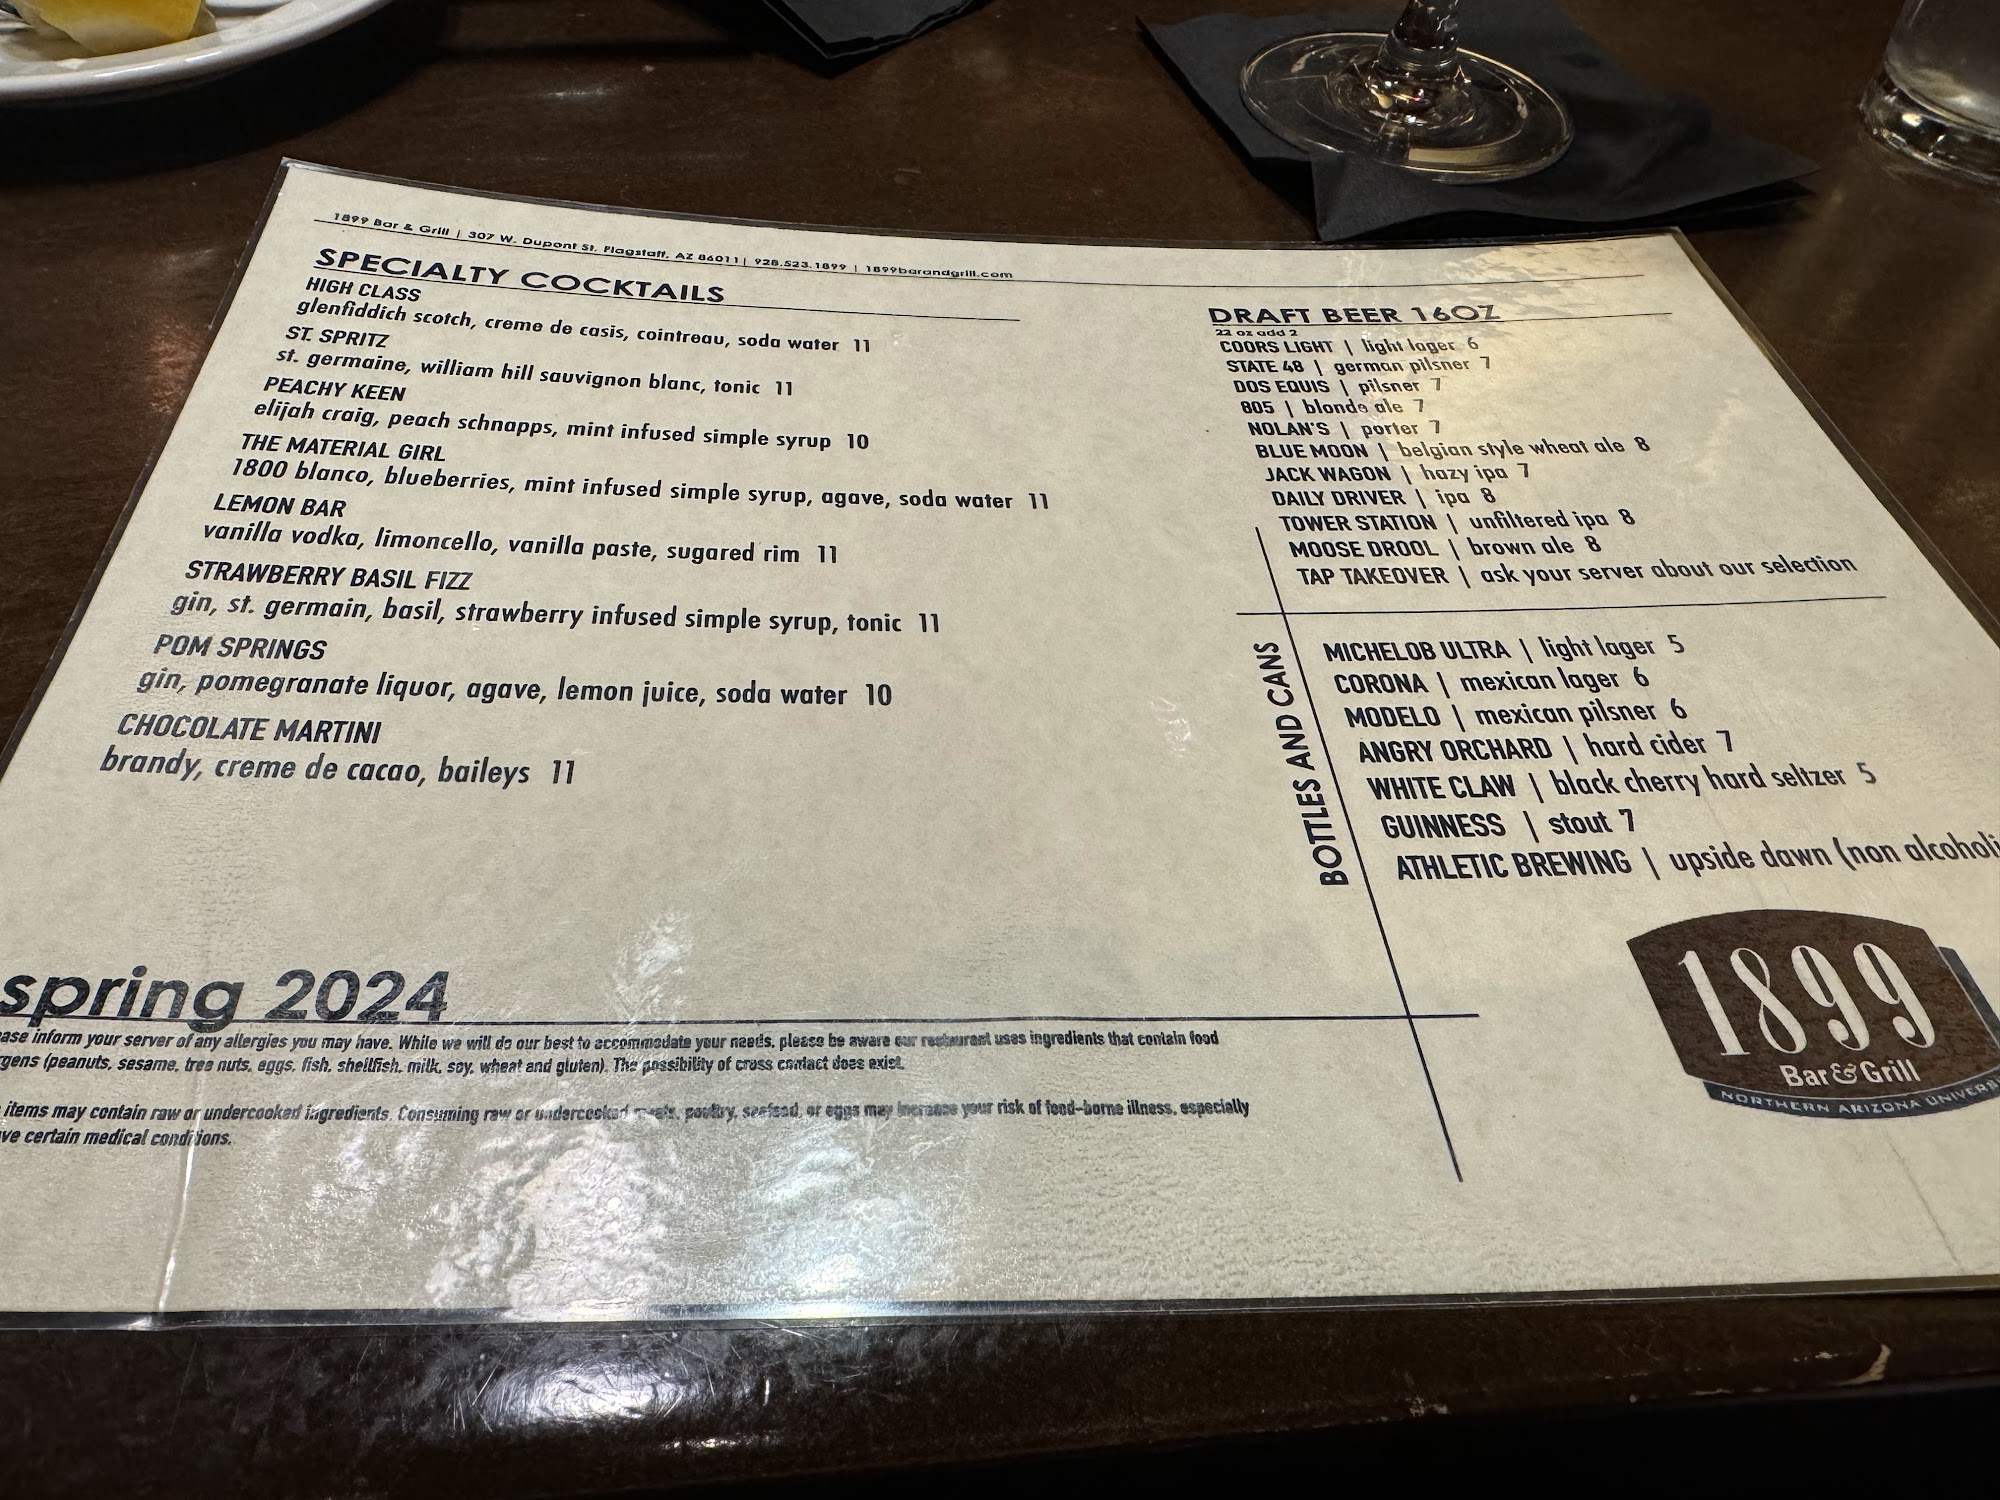 1899 Bar & Grill | 307 W. Dupont St. Flagstaff, AZ 86011 | 928.523.1899 | 1899barandgrill.com
SPECIALTY COCKTAILS
HIGH CLASS
glenfiddich scotch, creme de casis, cointreau, soda water 11
ST. SPRITZ
st. germaine, william hill sauvignon blanc, tonic 11
PEACHY KEEN
elijah craig, peach schnapps, mint infused simple syrup 10
THE MATERIAL GIRL
1800 blanco, blueberries, mint infused simple syrup, agave, soda water 11
LEMON BAR
vanilla vodka, limoncello, vanilla paste, sugared rim 11
STRAWBERRY BASIL FIZZ
gin, st. germain, basil, strawberry infused simple syrup, tonic 11
POM SPRINGS
gin, pomegranate liquor, agave, lemon juice, soda water 10
CHOCOLATE MARTINI
brandy, creme de cacao, baileys 11
DRAFT BEER 16OZ
22 oz add 2
COORS LIGHT | light lager 6
STATE 48 | german pilsner 7
DOS EQUIS | pilsner 7
805 | blonde ale 7
NOLAN'S | porter 7
BLUE MOON | belgian style wheat ale 8
JACK WAGON | hazy ipa 7
DAILY DRIVER | ipa 8
TOWER STATION | unfiltered ipa 8
MOOSE DROOL | brown ale 8
TAP TAKEOVER | ask your server about our selection
BOTTLES AND CANS
MICHELOB ULTRA | light lager 5
CORONA | mexican lager 6
MODELO | mexican pilsner 6
ANGRY ORCHARD | hard cider 7
WHITE CLAW | black cherry hard seltzer 5
GUINNESS | stout 7
ATHLETIC BREWING | upside dawn (non alcoholi
spring 2024
ase inform your server of any allergies you may have. While we will do our best to accommodate your needs, please be aware our restaurant uses ingredients that contain food
rgens (peanuts, sesame, tree nuts, eggs, fish, shellfish, milk, soy, wheat and gluten). The possibility of cross contact does exist.
items may contain raw or undercooked ingredients. Consuming raw or undercooked meats, poultry, seafood, or eggs may increase your risk of food-borne illness, especially
ve certain medical conditions.
1899
Bar & Grill
NORTHERN ARIZONA UNIVERSI